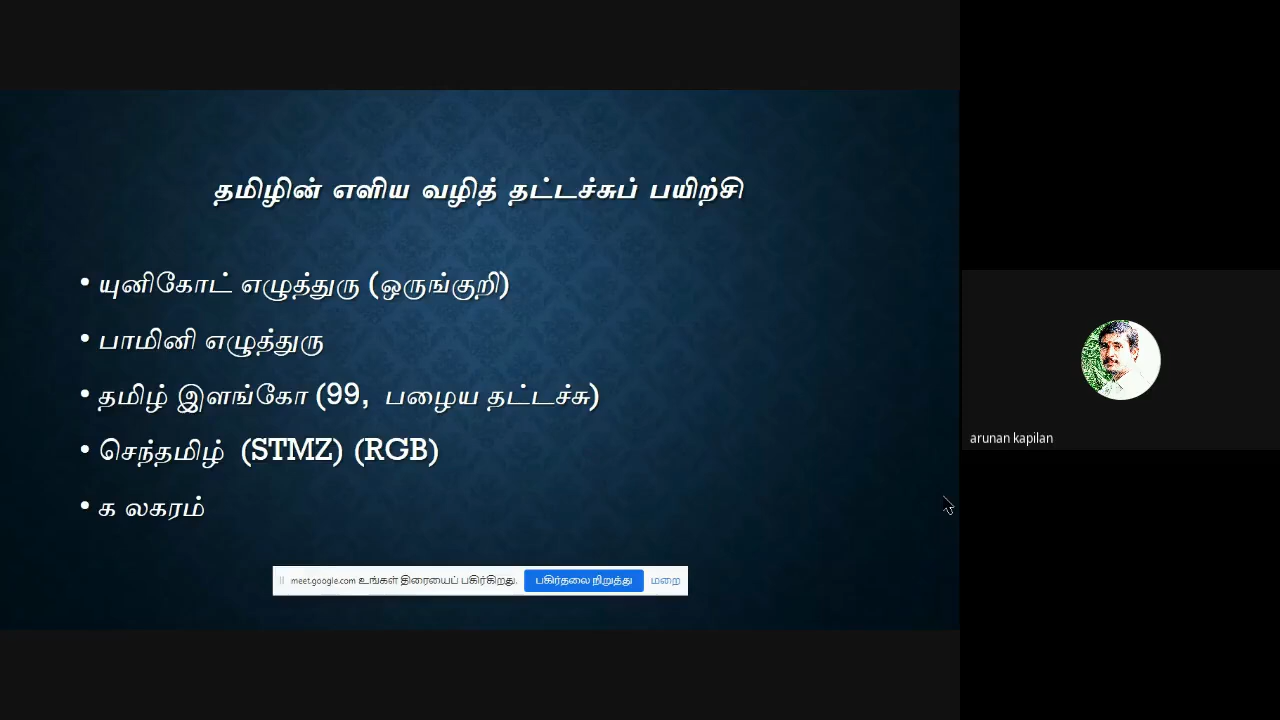 தமிழின் எளிய வழித் தட்டச்சுப் பயிற்சி
• யுனிகோட் எழுத்துரு (ஒருங்குறி)
• பாமினி எழுத்துரு
• தமிழ் இளங்கோ (99, பழைய தட்டச்சு)
• செந்தமிழ் (STMZ) (RGB)
• க லகரம்
meet.google.com உங்கள் திரையைப் பகிர்கிறது. பகிர்தலை நிறுத்து மறை
arunan kapilan